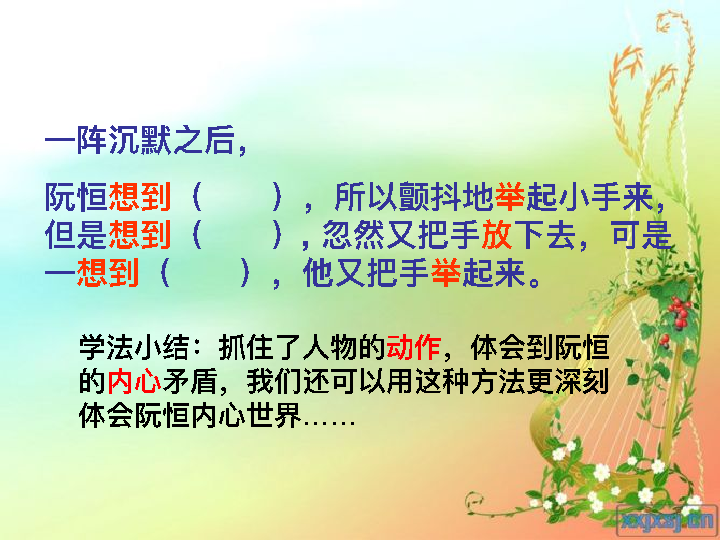 一阵沉默之后，
阮恒想到（　　），所以颤抖地举起小手来，
但是想到（　　），忽然又把手放下去，可是
一想到（　　），他又把手举起来。
学法小结：抓住了人物的动作，体会到阮恒
的内心矛盾，我们还可以用这种方法更深刻
体会阮恒内心世界……